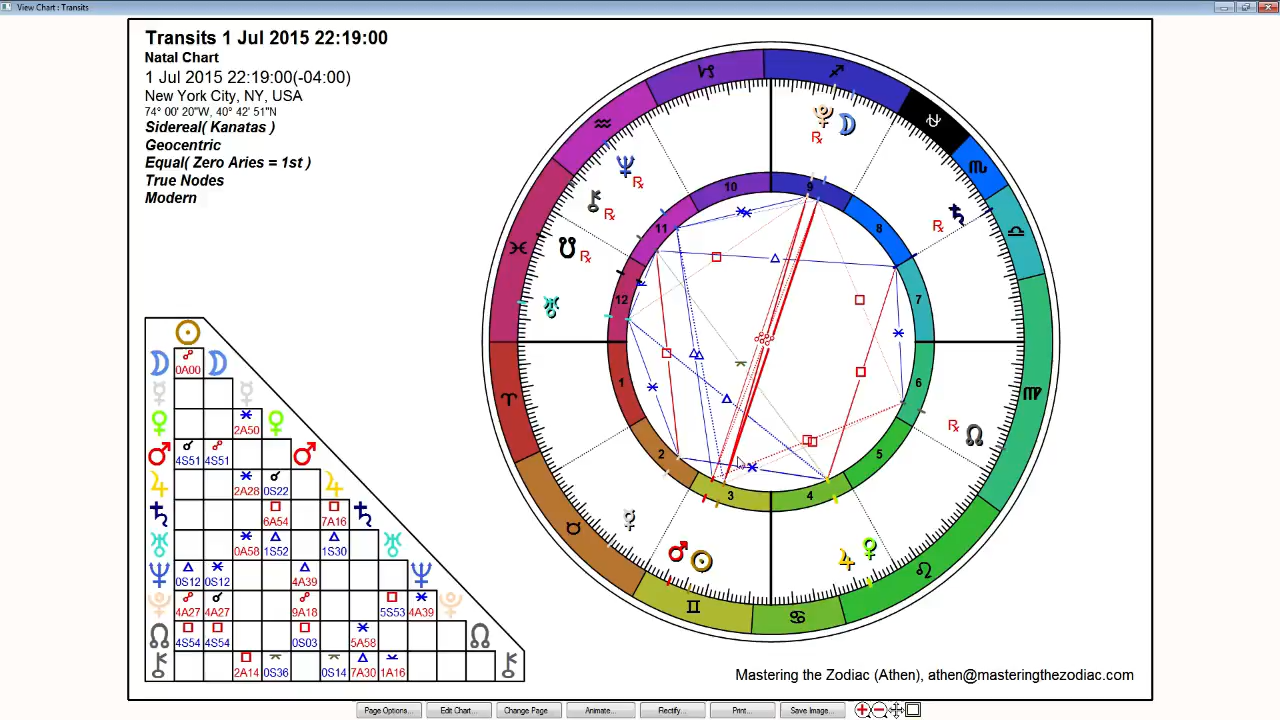 View Chart : Transits
Transits 1 Jul 2015 22:19:00
Natal Chart
1 Jul 2015 22:19:00(-04:00)
New York City, NY, USA
74° 00' 20"W, 40° 42' 51"N
Sidereal( Kanatas )
Geocentric
Equal( Zero Aries = 1st )
True Nodes
Modern
♑ ♐ ⛎ ♏ ♎ ♍ ♌ ♋ ♊ ♉ ♈ ♓ ♒
℞
℞
℞
℞
℞
℞
10 9
11 8
12 7
1 6
2 5
3 4
0A00
2A50
4S51 4S51
2A28 0S22
6A54 7A16
0A58 1S52 1S30
0S12 0S12 4A39
4A27 4A27 9A18 5S53 4A39
4S54 4S54 0S03 5A58
2A14 0S36 0S14 7A30 1A16
Mastering the Zodiac (Athen), athen@masteringthezodiac.com
Page Options... Edit Chart... Change Page... Animate... Rectify... Print... Save Image...